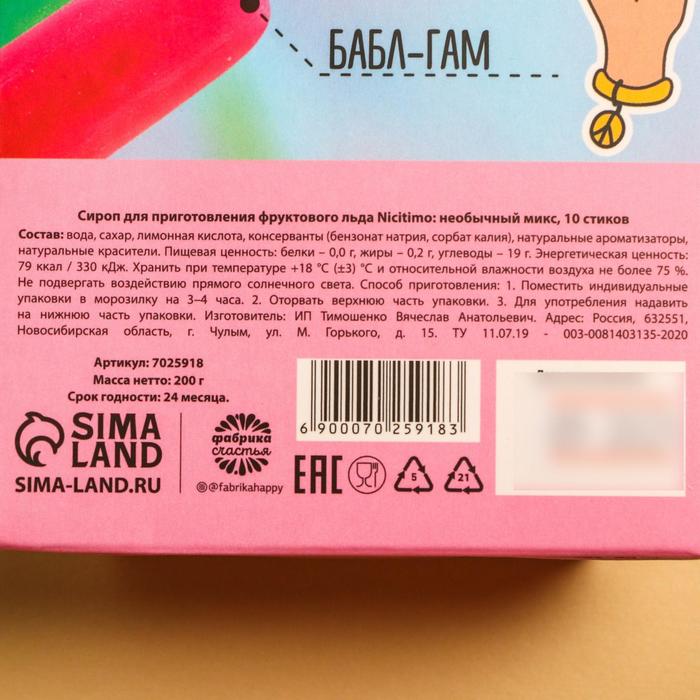 БАБЛ-ГАМ
Сироп для приготовления фруктового льда Nicitimo: необычный микс, 10 стиков
Состав: вода, сахар, лимонная кислота, консерванты (бензонат натрия, сорбат калия), натуральные ароматизаторы,
натуральные красители. Пищевая ценность: белки – 0,0 г, жиры – 0,2 г, углеводы – 19 г. Энергетическая ценность:
79 ккал / 330 кДж. Хранить при температуре +18 °C (±3) °C и относительной влажности воздуха не более 75 %.
Не подвергать воздействию прямого солнечного света. Способ приготовления: 1. Поместить индивидуальные
упаковки в морозилку на 3–4 часа. 2. Оторвать верхнюю часть упаковки. 3. Для употребления надавить
на нижнюю часть упаковки. Изготовитель: ИП Тимошенко Вячеслав Анатольевич. Адрес: Россия, 632551,
Новосибирская область, г. Чулым, ул. М. Горького, д. 15. ТУ 11.07.19 - 003-0081403135-2020
Артикул: 7025918
Масса нетто: 200 г
Срок годности: 24 месяца.
SIMA
LAND
SIMA-LAND.RU
фабрика
счастья
@fabrikahappy
6 900070 259183
EAC
5
21